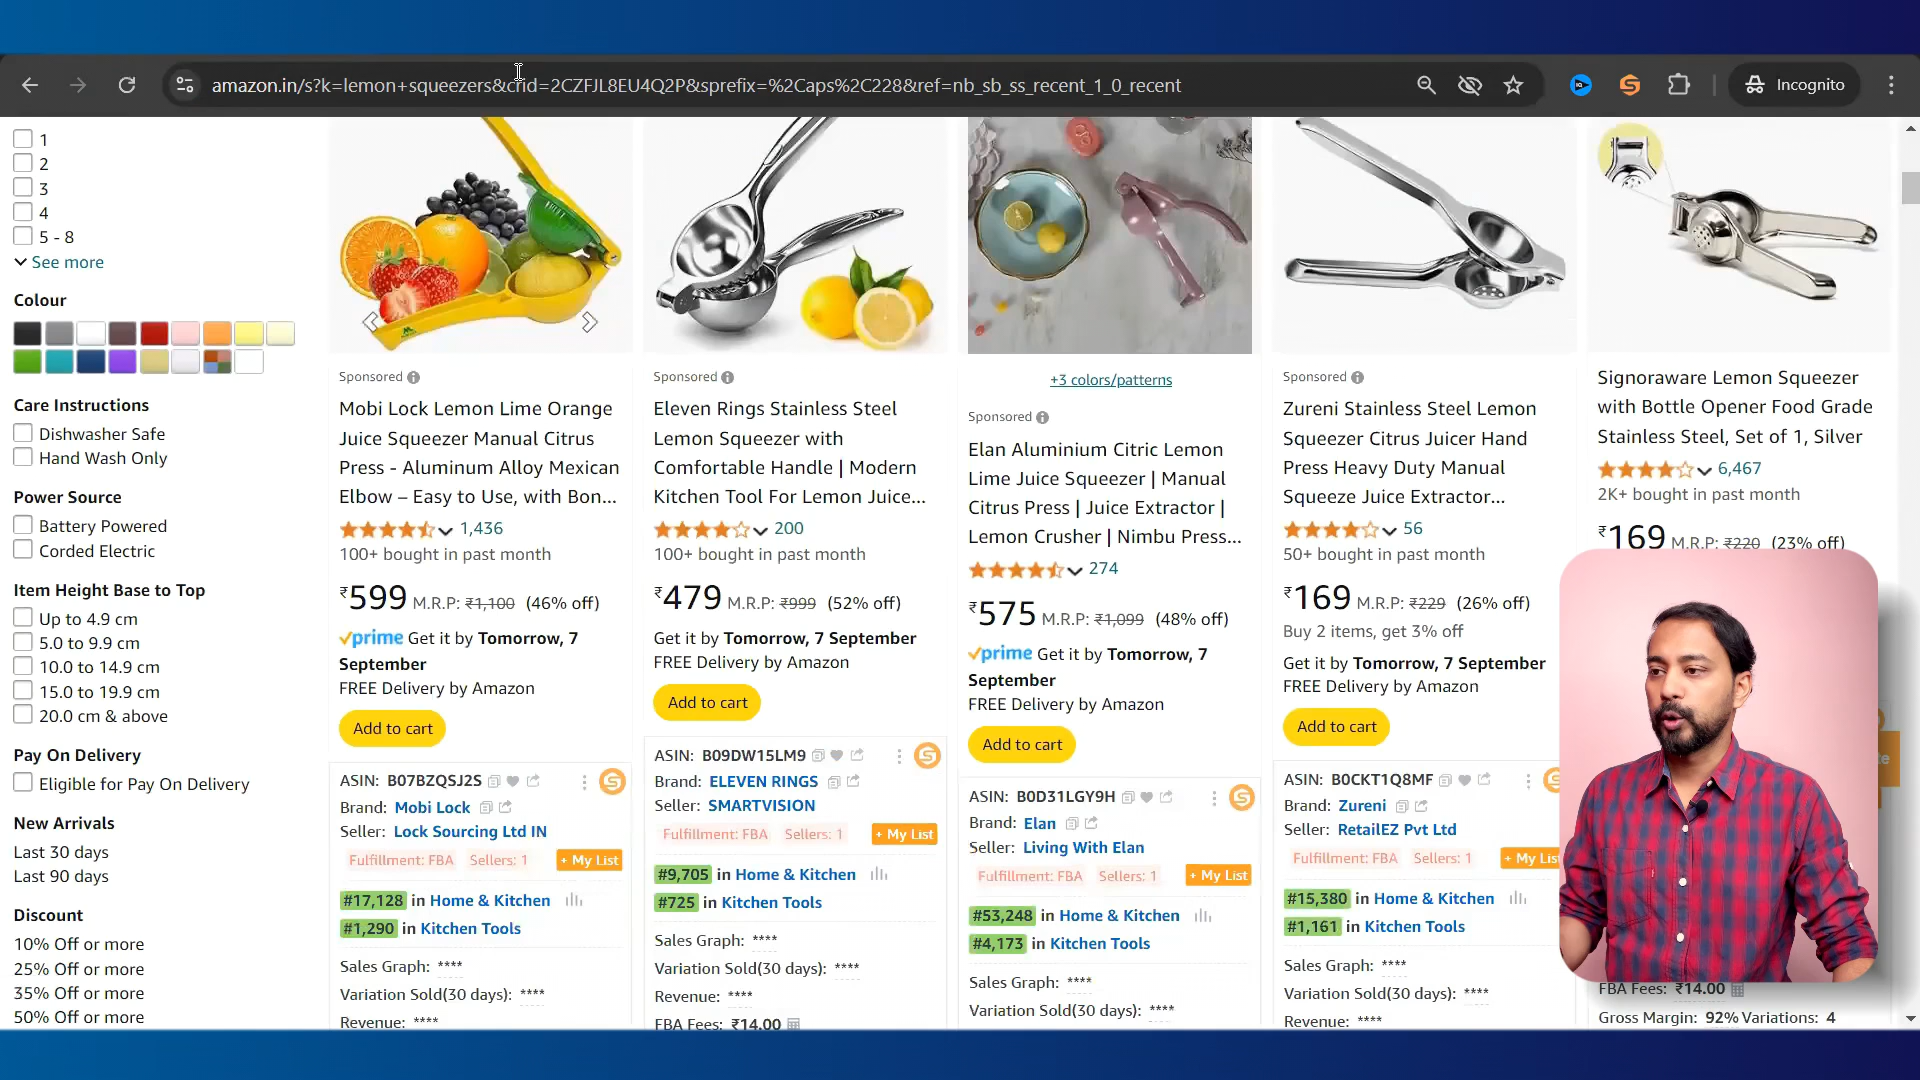 amazon.in/s?k=lemon+squeezers&crid=2CZFJL8EU4Q2P&sprefix=%2Caps%2C228&ref=nb_sb_ss_recent_1_0_recent
Incognito
1
2
3
4
5 - 8
See more
Colour
Care Instructions
Dishwasher Safe
Hand Wash Only
Power Source
Battery Powered
Corded Electric
Item Height Base to Top
Up to 4.9 cm
5.0 to 9.9 cm
10.0 to 14.9 cm
15.0 to 19.9 cm
20.0 cm & above
Pay On Delivery
Eligible for Pay On Delivery
New Arrivals
Last 30 days
Last 90 days
Discount
10% Off or more
25% Off or more
35% Off or more
50% Off or more
Sponsored
Mobi Lock Lemon Lime Orange
Juice Squeezer Manual Citrus
Press - Aluminum Alloy Mexican
Elbow – Easy to Use, with Bon...
1,436
100+ bought in past month
₹599 M.R.P: ₹1,100 (46% off)
prime Get it by Tomorrow, 7
September
FREE Delivery by Amazon
Add to cart
ASIN: B07BZQSJ2S
Brand: Mobi Lock
Seller: Lock Sourcing Ltd IN
Fulfillment: FBA Sellers: 1 + My List
#17,128 in Home & Kitchen
#1,290 in Kitchen Tools
Sales Graph: ****
Variation Sold(30 days): ****
Revenue: ****
Sponsored
Eleven Rings Stainless Steel
Lemon Squeezer with
Comfortable Handle | Modern
Kitchen Tool For Lemon Juice...
200
100+ bought in past month
₹479 M.R.P: ₹999 (52% off)
Get it by Tomorrow, 7 September
FREE Delivery by Amazon
Add to cart
ASIN: B09DW15LM9
Brand: ELEVEN RINGS
Seller: SMARTVISION
Fulfillment: FBA Sellers: 1 + My List
#9,705 in Home & Kitchen
#725 in Kitchen Tools
Sales Graph: ****
Variation Sold(30 days): ****
Revenue: ****
FBA Fees: ₹14.00
+3 colors/patterns
Sponsored
Elan Aluminium Citric Lemon
Lime Juice Squeezer | Manual
Citrus Press | Juice Extractor |
Lemon Crusher | Nimbu Press...
274
₹575 M.R.P: ₹1,099 (48% off)
prime Get it by Tomorrow, 7
September
FREE Delivery by Amazon
Add to cart
ASIN: B0D31LGY9H
Brand: Elan
Seller: Living With Elan
Fulfillment: FBA Sellers: 1 + My List
#53,248 in Home & Kitchen
#4,173 in Kitchen Tools
Sales Graph: ****
Variation Sold(30 days): ****
Sponsored
Zureni Stainless Steel Lemon
Squeezer Citrus Juicer Hand
Press Heavy Duty Manual
Squeeze Juice Extractor...
56
50+ bought in past month
₹169 M.R.P: ₹229 (26% off)
Buy 2 items, get 3% off
Get it by Tomorrow, 7 September
FREE Delivery by Amazon
Add to cart
ASIN: B0CKT1Q8MF
Brand: Zureni
Seller: RetailEZ Pvt Ltd
Fulfillment: FBA Sellers: 1 + My List
#15,380 in Home & Kitchen
#1,161 in Kitchen Tools
Sales Graph: ****
Variation Sold(30 days): ****
Revenue: ****
Signoraware Lemon Squeezer
with Bottle Opener Food Grade
Stainless Steel, Set of 1, Silver
6,467
2K+ bought in past month
₹169 M.R.P: ₹220 (23% off)
FBA Fees: ₹14.00
Gross Margin: 92% Variations: 4